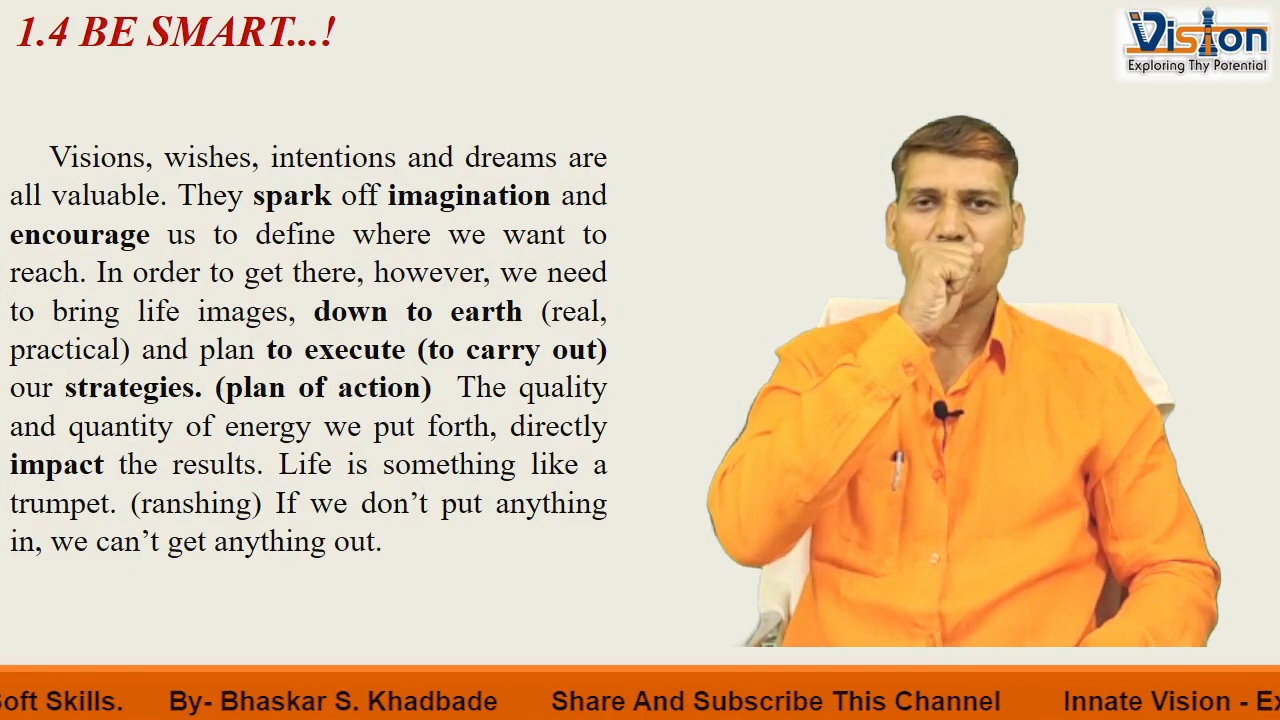 1.4 BE SMART...!
Vision
Exploring Thy Potential
Visions, wishes, intentions and dreams are
all valuable. They spark off imagination and
encourage us to define where we want to
reach. In order to get there, however, we need
to bring life images, down to earth (real,
practical) and plan to execute (to carry out)
our strategies. (plan of action) The quality
and quantity of energy we put forth, directly
impact the results. Life is something like a
trumpet. (ranshing) If we don’t put anything
in, we can’t get anything out.
oft Skills. By- Bhaskar S. Khadbade Share And Subscribe This Channel Innate Vision - Ex